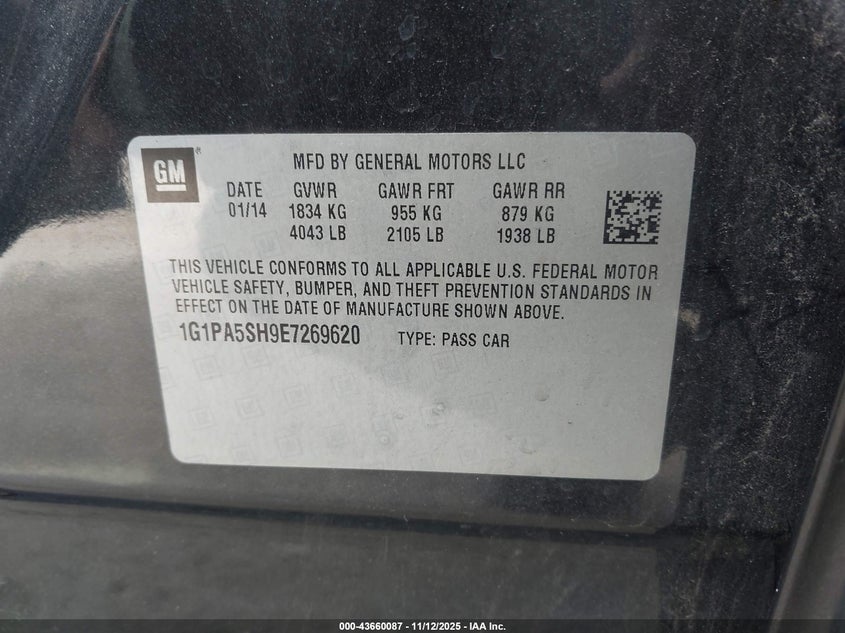 GM®
MFD BY GENERAL MOTORS LLC
DATE GVWR GAWR FRT GAWR RR
01/14 1834 KG 955 KG 879 KG
4043 LB 2105 LB 1938 LB
THIS VEHICLE CONFORMS TO ALL APPLICABLE U.S. FEDERAL MOTOR
VEHICLE SAFETY, BUMPER, AND THEFT PREVENTION STANDARDS IN
EFFECT ON THE DATE OF MANUFACTURE SHOWN ABOVE.
1G1PA5SH9E7269620 TYPE: PASS CAR
000-43660087 - 11/12/2025 - IAA Inc.